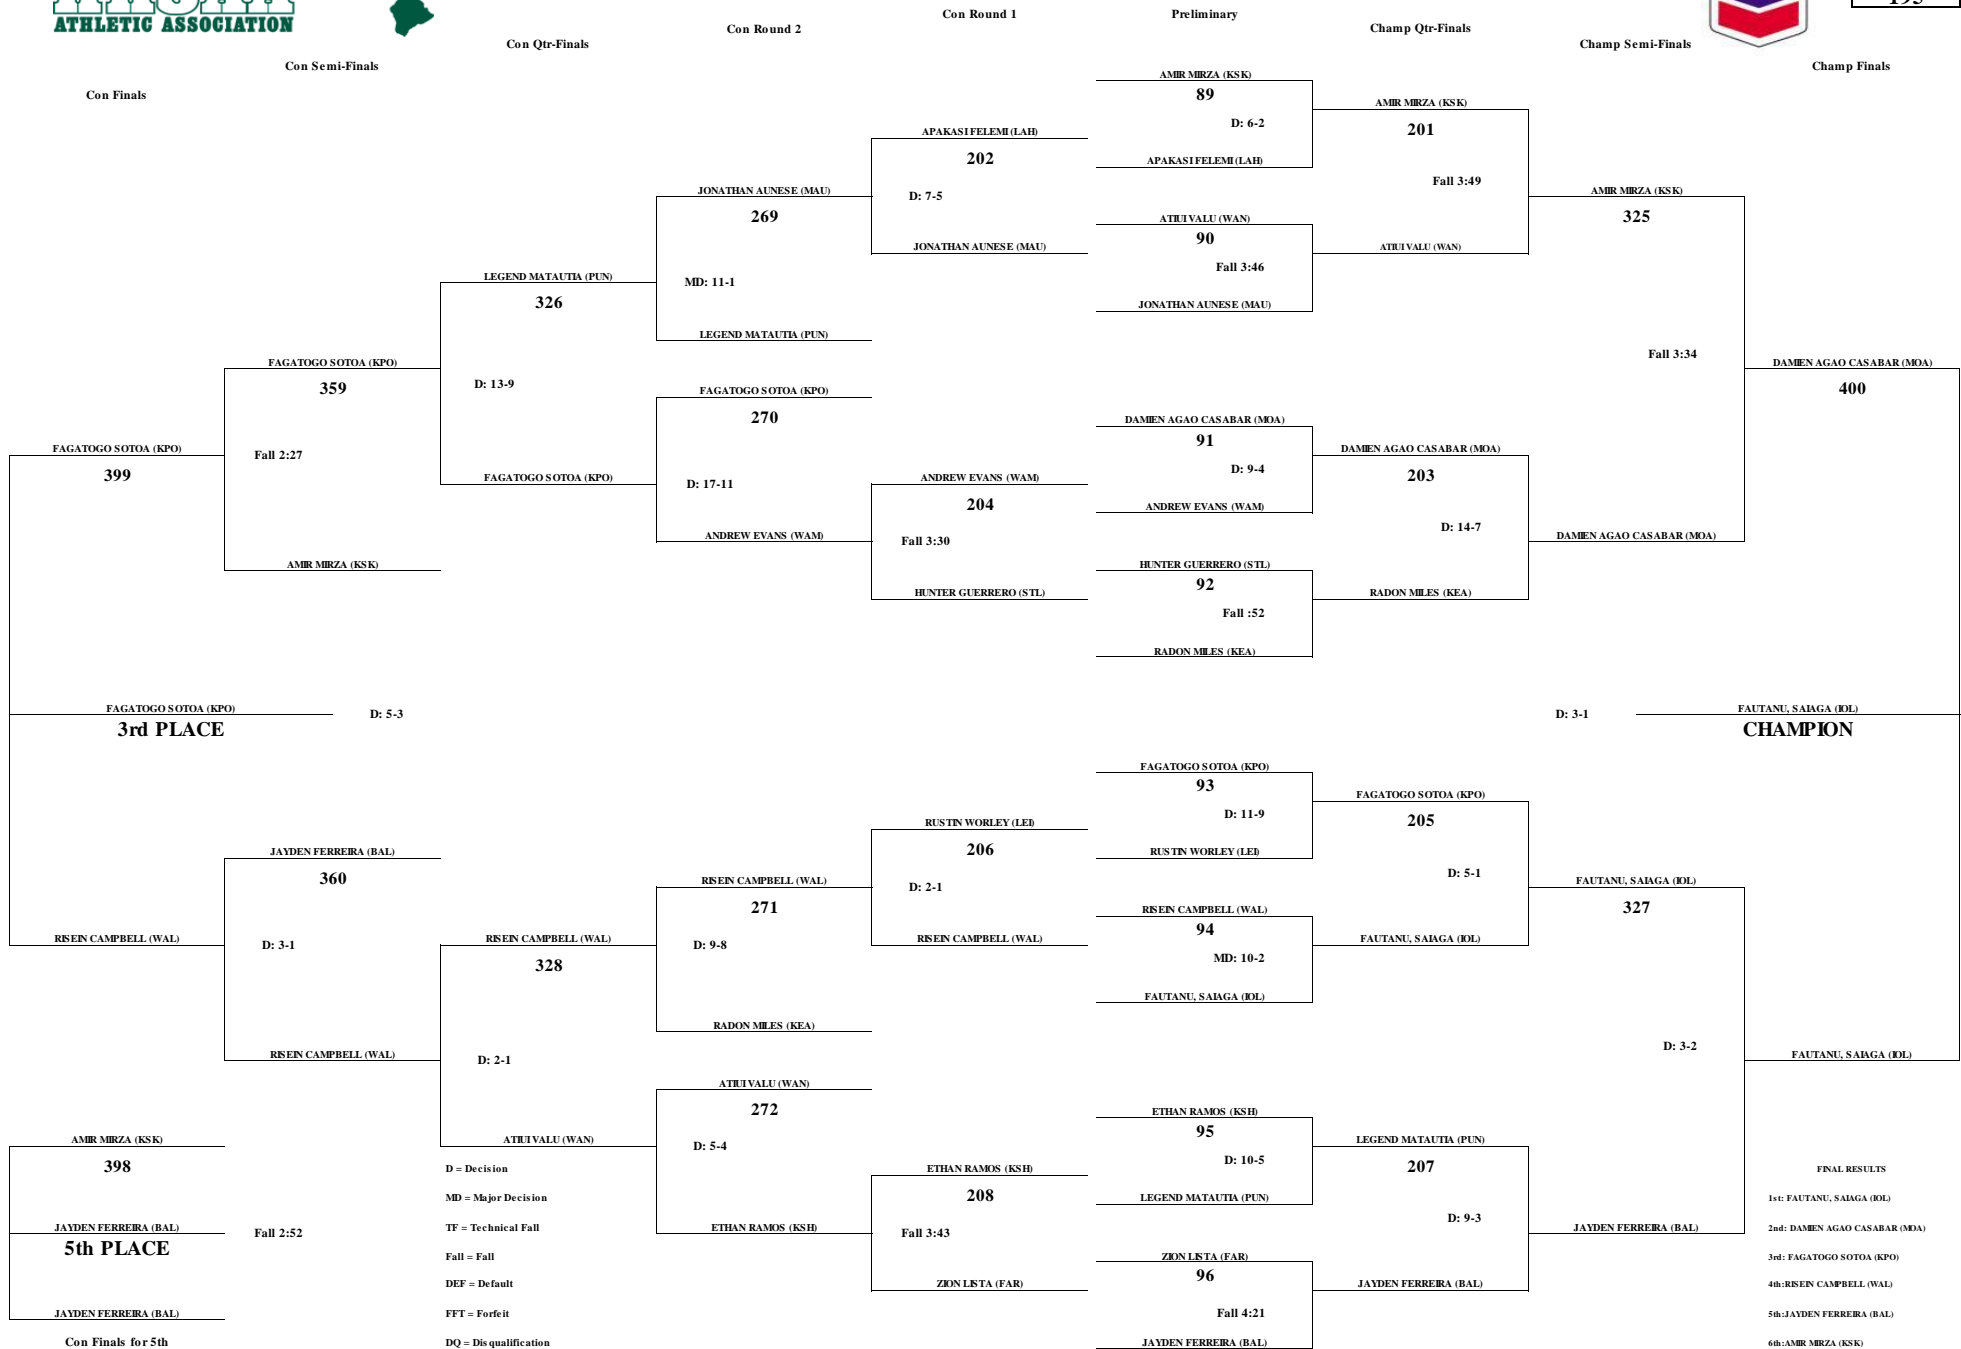 ATHLETIC ASSOCIATION
Con Finals
Con Semi-Finals
Con Qtr-Finals
Con Round 2
Con Round 1
Preliminary
Champ Qtr-Finals
Champ Semi-Finals
Champ Finals
AMIR MIRZA (KSK)
89
D: 6-2
APAKASI FELEMI (LAH)
ATIUI VALU (WAN)
90
Fall 3:46
JONATHAN AUNESE (MAU)
DAMIEN AGAO CASABAR (MOA)
91
D: 9-4
ANDREW EVANS (WAM)
HUNTER GUERRERO (STL)
92
Fall :52
RADON MILES (KEA)
FAGATOGO SOTOA (KPO)
93
D: 11-9
RUSTIN WORLEY (LEI)
RISEIN CAMPBELL (WAL)
94
MD: 10-2
FAUTANU, SAIAGA (IOL)
ETHAN RAMOS (KSH)
95
D: 10-5
LEGEND MATAUTIA (PUN)
ZION LISTA (FAR)
96
Fall 4:21
JAYDEN FERREIRA (BAL)
AMIR MIRZA (KSK)
201
Fall 3:49
ATIUI VALU (WAN)
DAMIEN AGAO CASABAR (MOA)
203
D: 14-7
RADON MILES (KEA)
FAGATOGO SOTOA (KPO)
205
D: 5-1
FAUTANU, SAIAGA (IOL)
LEGEND MATAUTIA (PUN)
207
D: 9-3
JAYDEN FERREIRA (BAL)
AMIR MIRZA (KSK)
325
Fall 3:34
DAMIEN AGAO CASABAR (MOA)
FAUTANU, SAIAGA (IOL)
327
D: 3-2
JAYDEN FERREIRA (BAL)
DAMIEN AGAO CASABAR (MOA)
400
D: 3-1
FAUTANU, SAIAGA (IOL)
CHAMPION
FAUTANU, SAIAGA (IOL)
APAKASI FELEMI (LAH)
202
D: 7-5
JONATHAN AUNESE (MAU)
ANDREW EVANS (WAM)
204
Fall 3:30
HUNTER GUERRERO (STL)
RUSTIN WORLEY (LEI)
206
D: 2-1
RISEIN CAMPBELL (WAL)
ETHAN RAMOS (KSH)
208
Fall 3:43
ZION LISTA (FAR)
JONATHAN AUNESE (MAU)
269
MD: 11-1
LEGEND MATAUTIA (PUN)
FAGATOGO SOTOA (KPO)
270
D: 17-11
ANDREW EVANS (WAM)
RISEIN CAMPBELL (WAL)
271
D: 9-8
RADON MILES (KEA)
ATIUI VALU (WAN)
272
D: 5-4
ETHAN RAMOS (KSH)
LEGEND MATAUTIA (PUN)
326
D: 13-9
FAGATOGO SOTOA (KPO)
RISEIN CAMPBELL (WAL)
328
D: 2-1
ATIUI VALU (WAN)
FAGATOGO SOTOA (KPO)
359
Fall 2:27
AMIR MIRZA (KSK)
JAYDEN FERREIRA (BAL)
360
D: 3-1
RISEIN CAMPBELL (WAL)
FAGATOGO SOTOA (KPO)
399
FAGATOGO SOTOA (KPO)
3rd PLACE
D: 5-3
RISEIN CAMPBELL (WAL)
AMIR MIRZA (KSK)
398
JAYDEN FERREIRA (BAL)
5th PLACE
Fall 2:52
JAYDEN FERREIRA (BAL)
Con Finals for 5th
D = Decision
MD = Major Decision
TF = Technical Fall
Fall = Fall
DEF = Default
FFT = Forfeit
DQ = Disqualification
FINAL RESULTS
1st: FAUTANU, SAIAGA (IOL)
2nd: DAMIEN AGAO CASABAR (MOA)
3rd: FAGATOGO SOTOA (KPO)
4th:RISEIN CAMPBELL (WAL)
5th:JAYDEN FERREIRA (BAL)
6th:AMIR MIRZA (KSK)